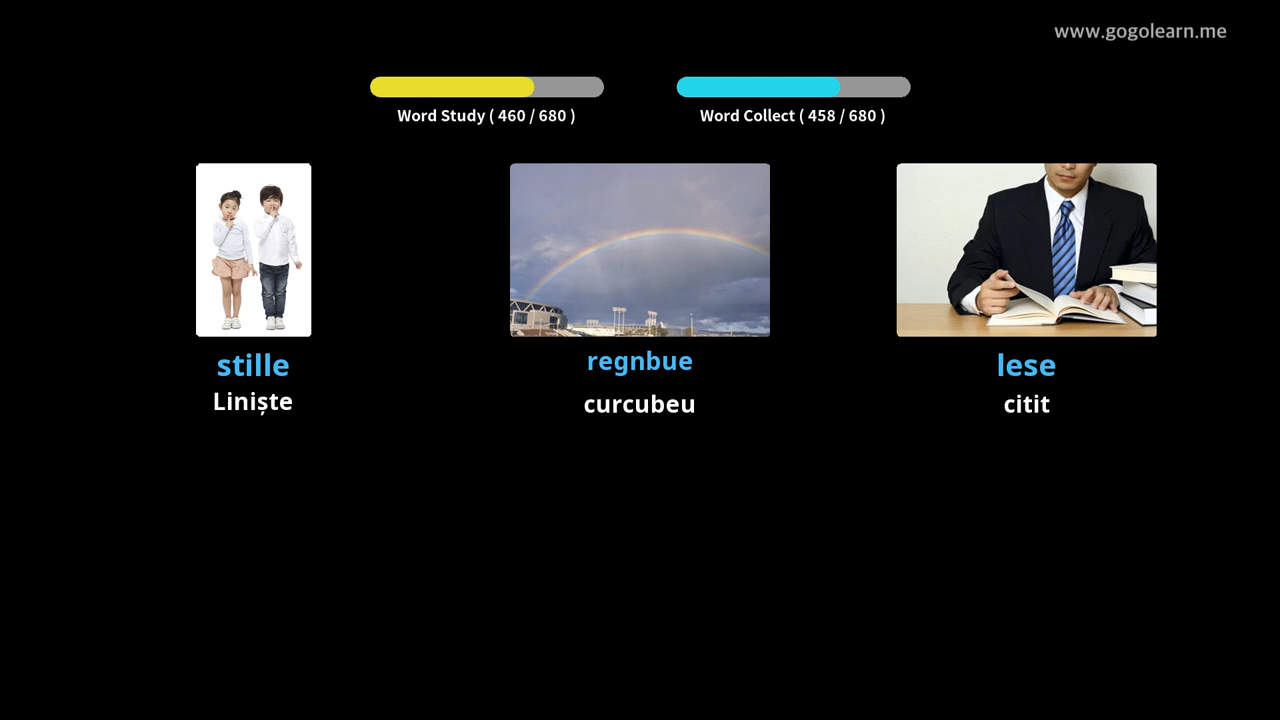 www.gogolearn.me
Word Study ( 460 / 680 )
Word Collect ( 458 / 680 )
stille
Liniște
regnbue
curcubeu
lese
citit